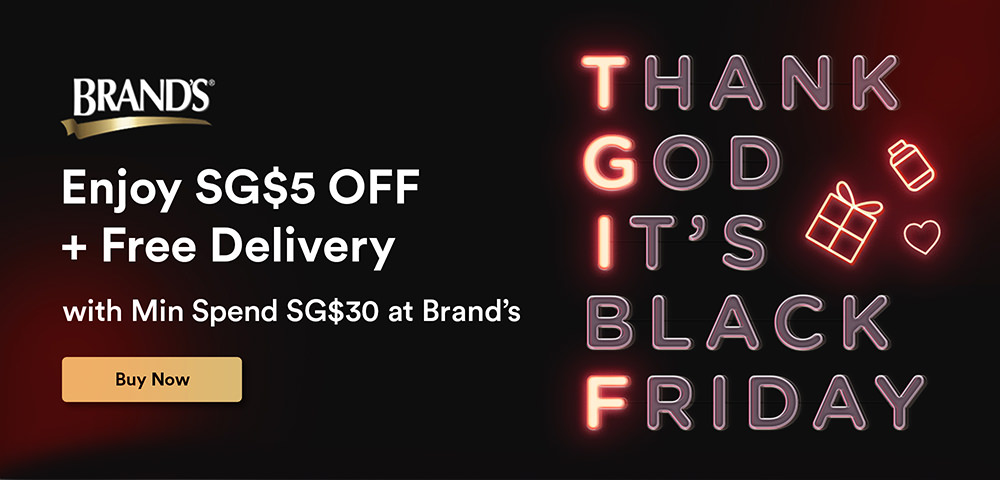 BRAND'S®
Enjoy SG$5 OFF
+ Free Delivery
with Min Spend SG$30 at Brand's
Buy Now
THANK
GOD
IT'S
BLACK
FRIDAY